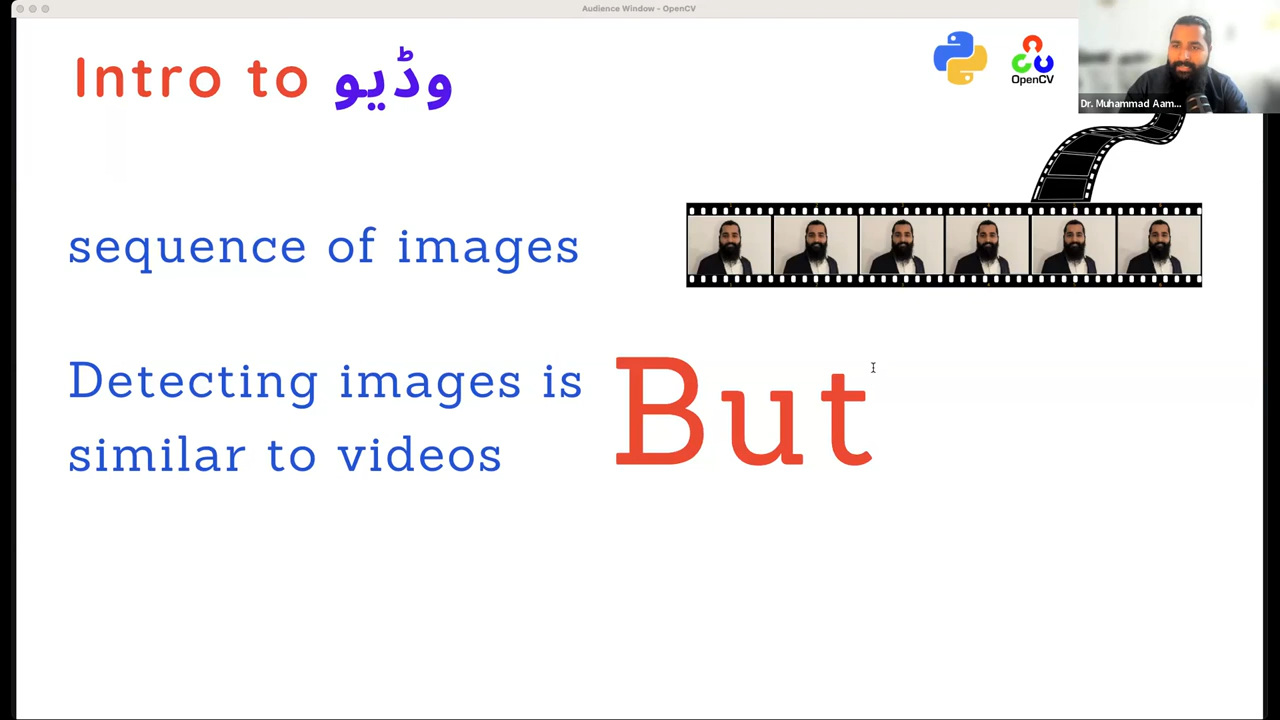 Audience Window - OpenCV
Intro to وڈیو
OpenCV
Dr. Muhammad Aam...
sequence of images
Detecting images is
similar to videos
But